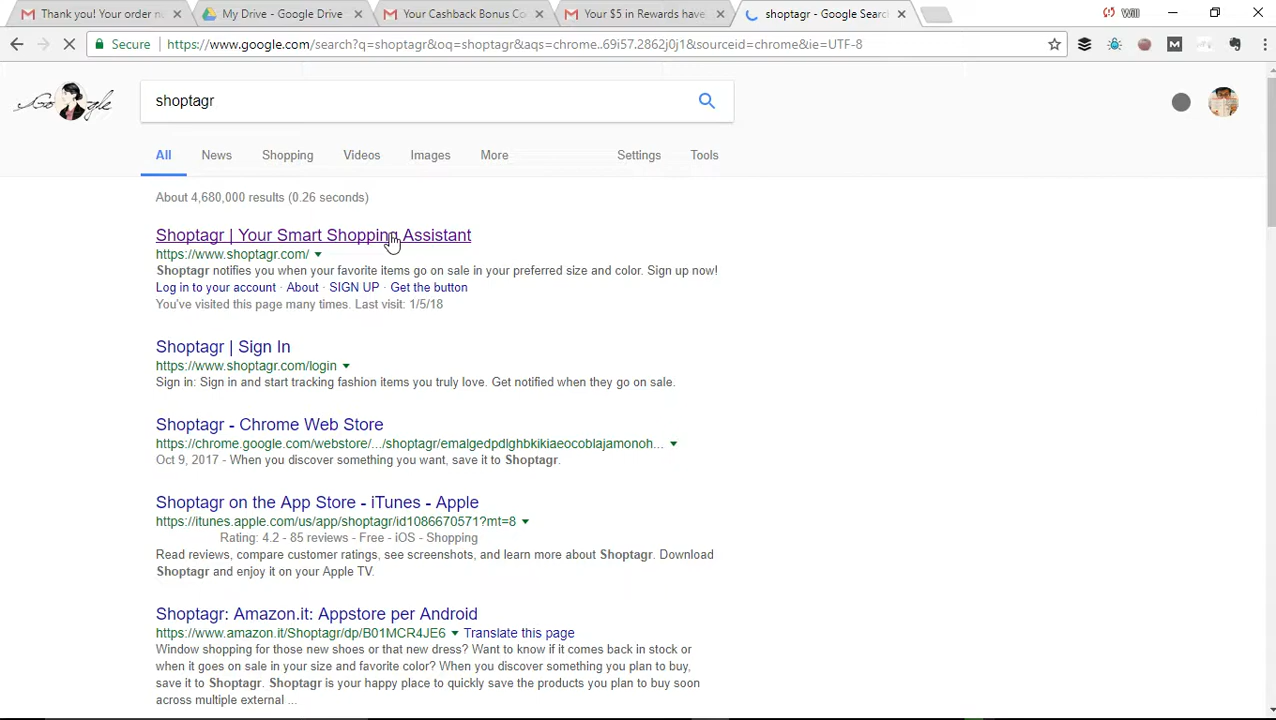 Thank you! Your order n
My Drive - Google Drive
Your Cashback Bonus Co
Your $5 in Rewards have
shoptagr - Google Search
Will
Secure
https://www.google.com/search?q=shoptagr&oq=shoptagr&aqs=chrome..69i57.2862j0j1&sourceid=chrome&ie=UTF-8
shoptagr
All
News
Shopping
Videos
Images
More
Settings
Tools
About 4,680,000 results (0.26 seconds)
Shoptagr | Your Smart Shopping Assistant
https://www.shoptagr.com/
Shoptagr notifies you when your favorite items go on sale in your preferred size and color. Sign up now!
Log in to your account · About · SIGN UP · Get the button
You've visited this page many times. Last visit: 1/5/18
Shoptagr | Sign In
https://www.shoptagr.com/login
Sign in: Sign in and start tracking fashion items you truly love. Get notified when they go on sale.
Shoptagr - Chrome Web Store
https://chrome.google.com/webstore/.../shoptagr/emalgedpdlghbkikiaeocoblajamonoh...
Oct 9, 2017 - When you discover something you want, save it to Shoptagr.
Shoptagr on the App Store - iTunes - Apple
https://itunes.apple.com/us/app/shoptagr/id1086670571?mt=8
Rating: 4.2 - 85 reviews - Free - iOS - Shopping
Read reviews, compare customer ratings, see screenshots, and learn more about Shoptagr. Download
Shoptagr and enjoy it on your Apple TV.
Shoptagr: Amazon.it: Appstore per Android
https://www.amazon.it/Shoptagr/dp/B01MCR4JE6 Translate this page
Window shopping for those new shoes or that new dress? Want to know if it comes back in stock or
when it goes on sale in your size and favorite color? When you discover something you plan to buy,
save it to Shoptagr. Shoptagr is your happy place to quickly save the products you plan to buy soon
across multiple external ...